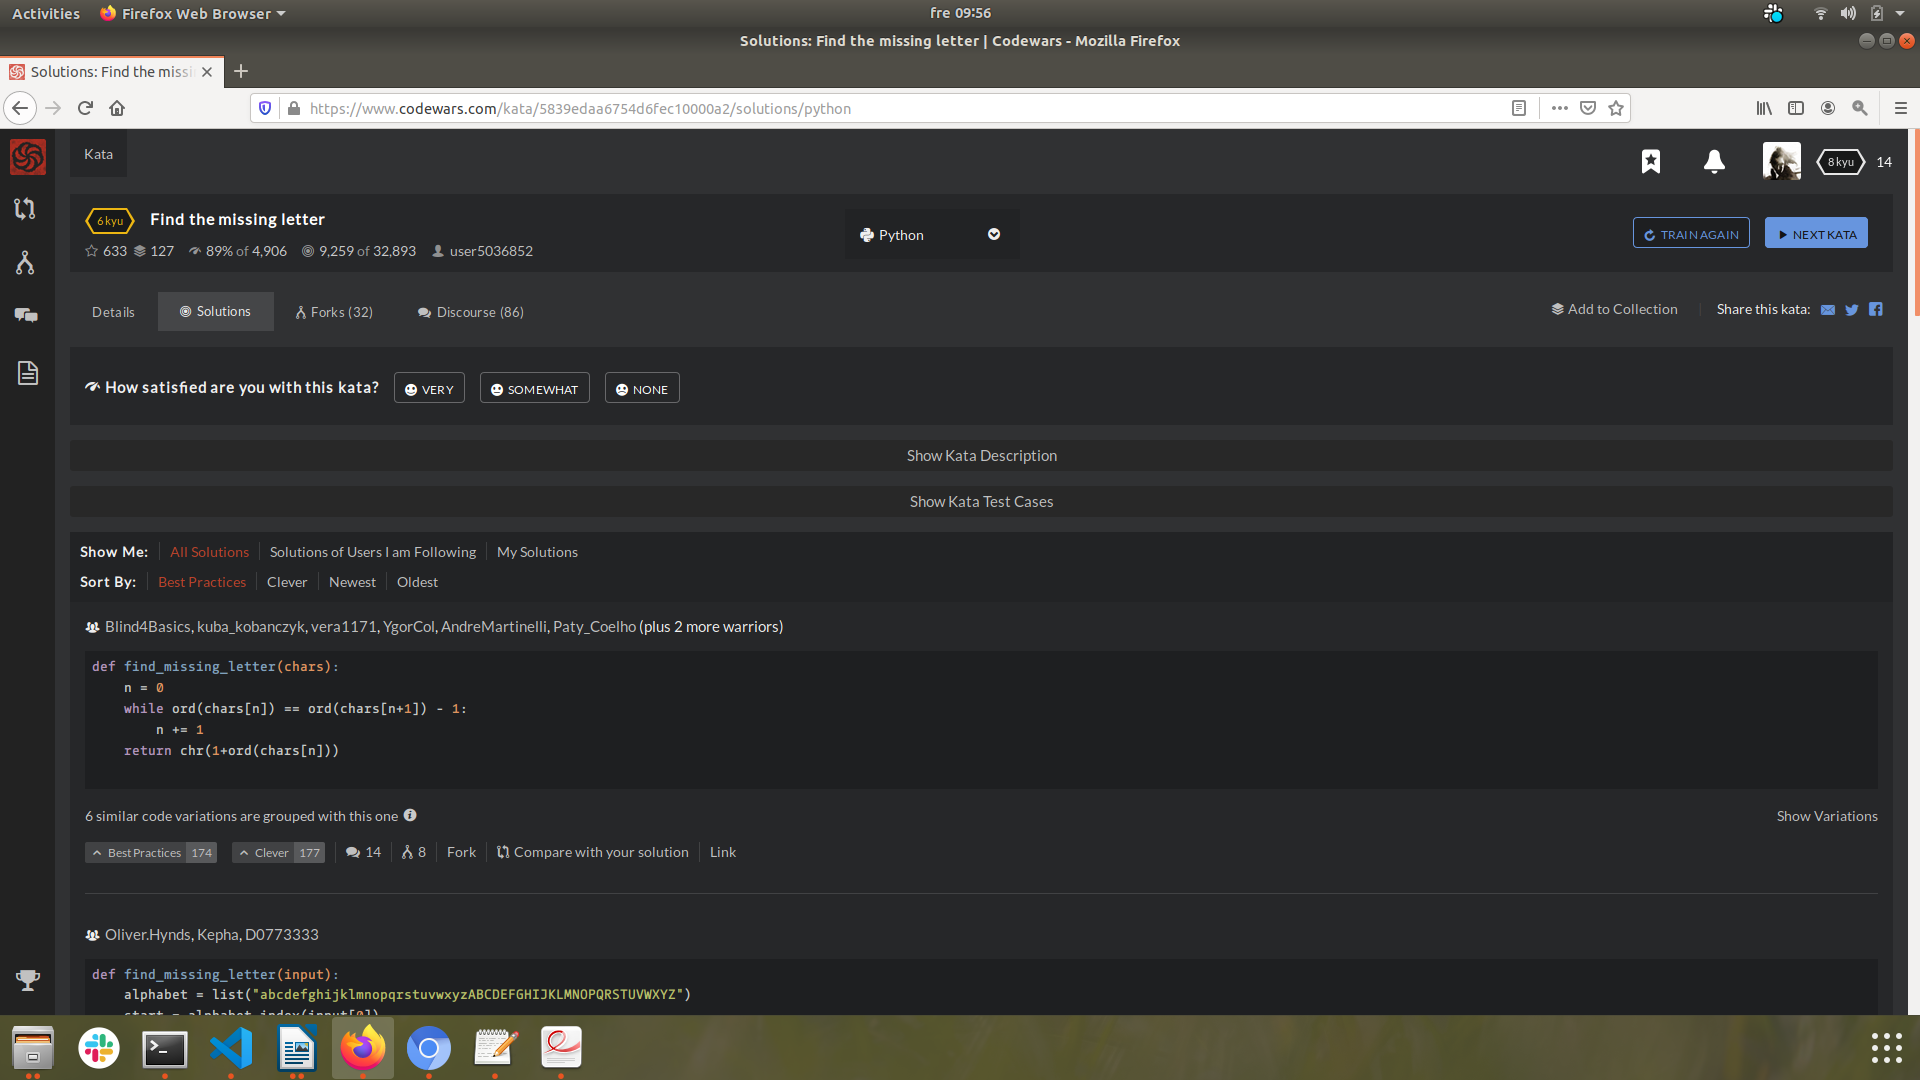 Activities Firefox Web Browser fre 09:56
Solutions: Find the missing letter | Codewars - Mozilla Firefox
Solutions: Find the missi
https://www.codewars.com/kata/5839edaa6754d6fec10000a2/solutions/python
Kata 8 kyu 14
6 kyu Find the missing letter Python TRAIN AGAIN NEXT KATA
633 127 89% of 4,906 9,259 of 32,893 user5036852
Details Solutions Forks (32) Discourse (86) Add to Collection Share this kata:
How satisfied are you with this kata? VERY SOMEWHAT NONE
Show Kata Description
Show Kata Test Cases
Show Me: All Solutions Solutions of Users I am Following My Solutions
Sort By: Best Practices Clever Newest Oldest
Blind4Basics, kuba_kobanczyk, vera1171, YgorCol, AndreMartinelli, Paty_Coelho (plus 2 more warriors)
def find_missing_letter(chars):
    n = 0
    while ord(chars[n]) == ord(chars[n+1]) - 1:
        n += 1
    return chr(1+ord(chars[n]))
6 similar code variations are grouped with this one Show Variations
Best Practices 174 Clever 177 14 8 Fork Compare with your solution Link
Oliver.Hynds, Kepha, D0773333
def find_missing_letter(input):
    alphabet = list("abcdefghijklmnopqrstuvwxyzABCDEFGHIJKLMNOPQRSTUVWXYZ")
    start = alphabet.index(input[0])